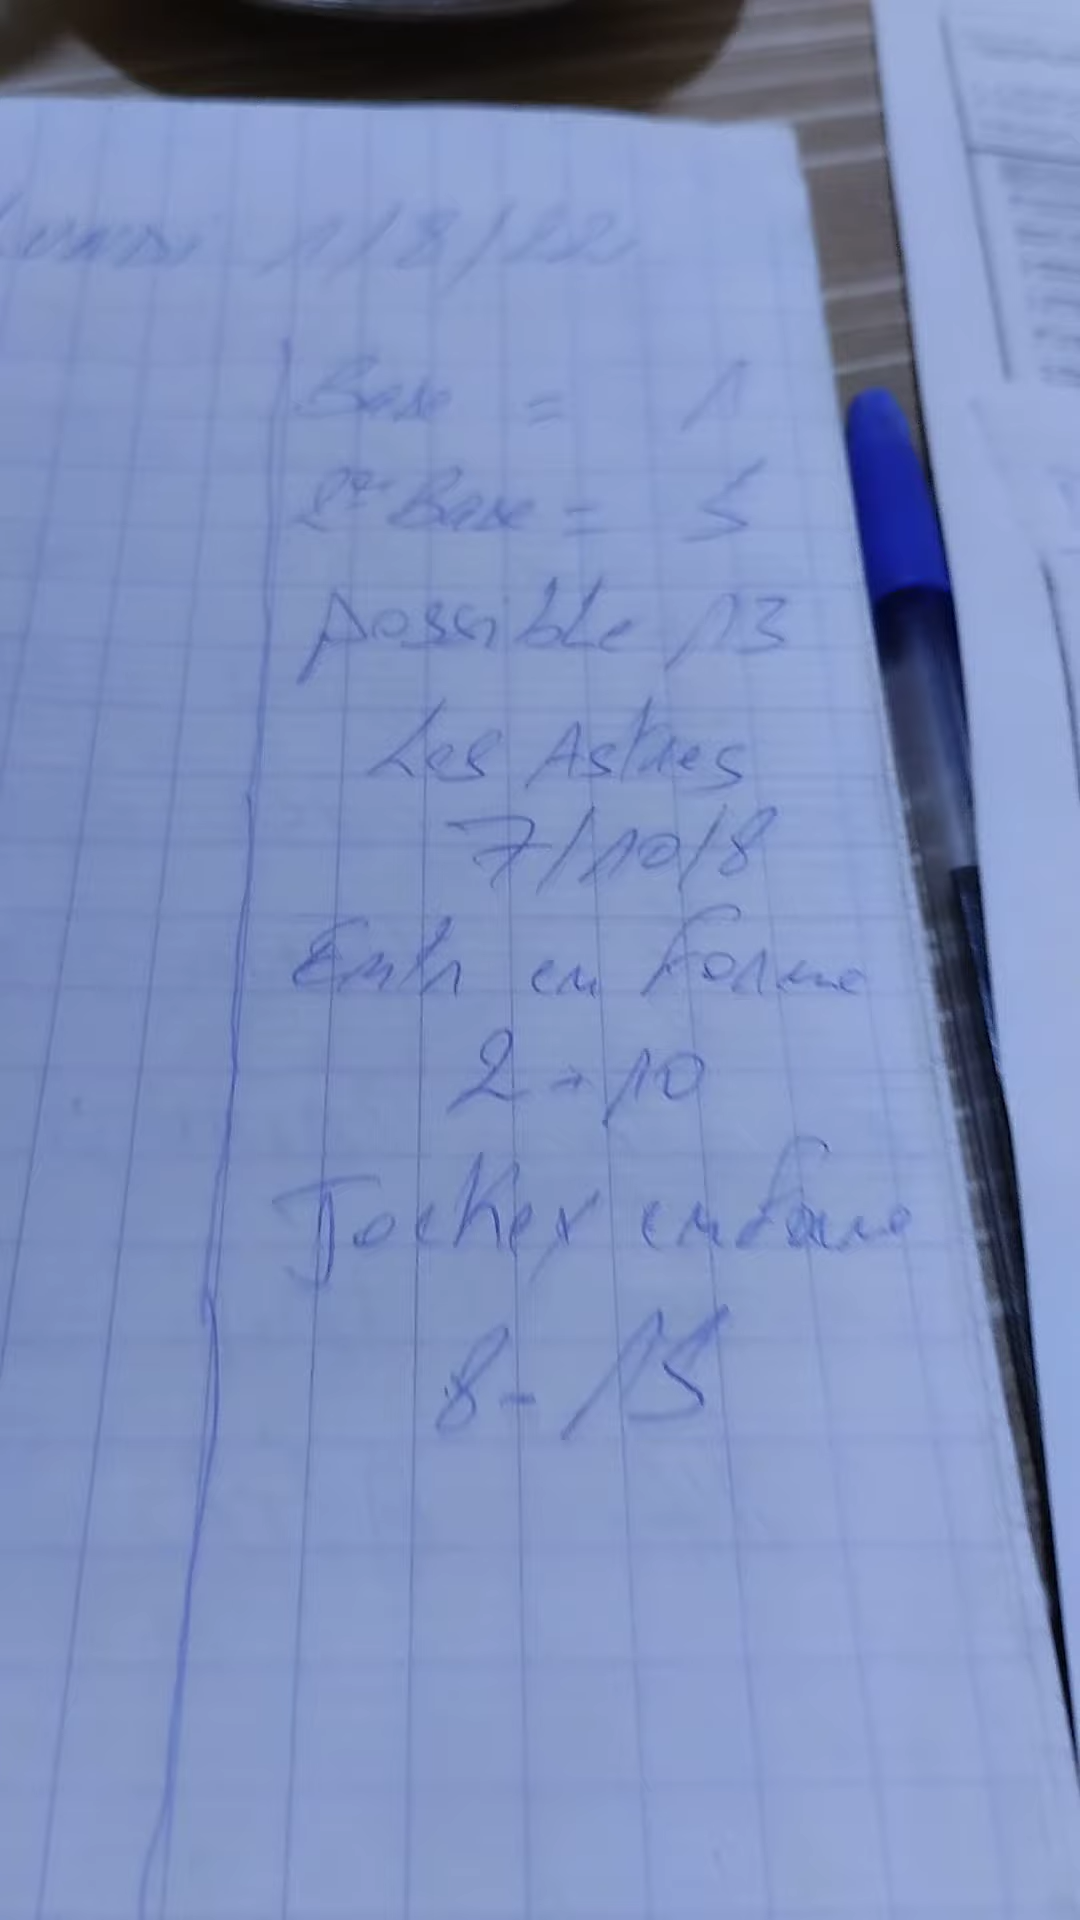 Lundi 1/8/22
Base = 1
2e Base = 5
possible 13
Les Astres
7/10/8
Entr en forme
2 - 10
Jockey en forme
8 - 15